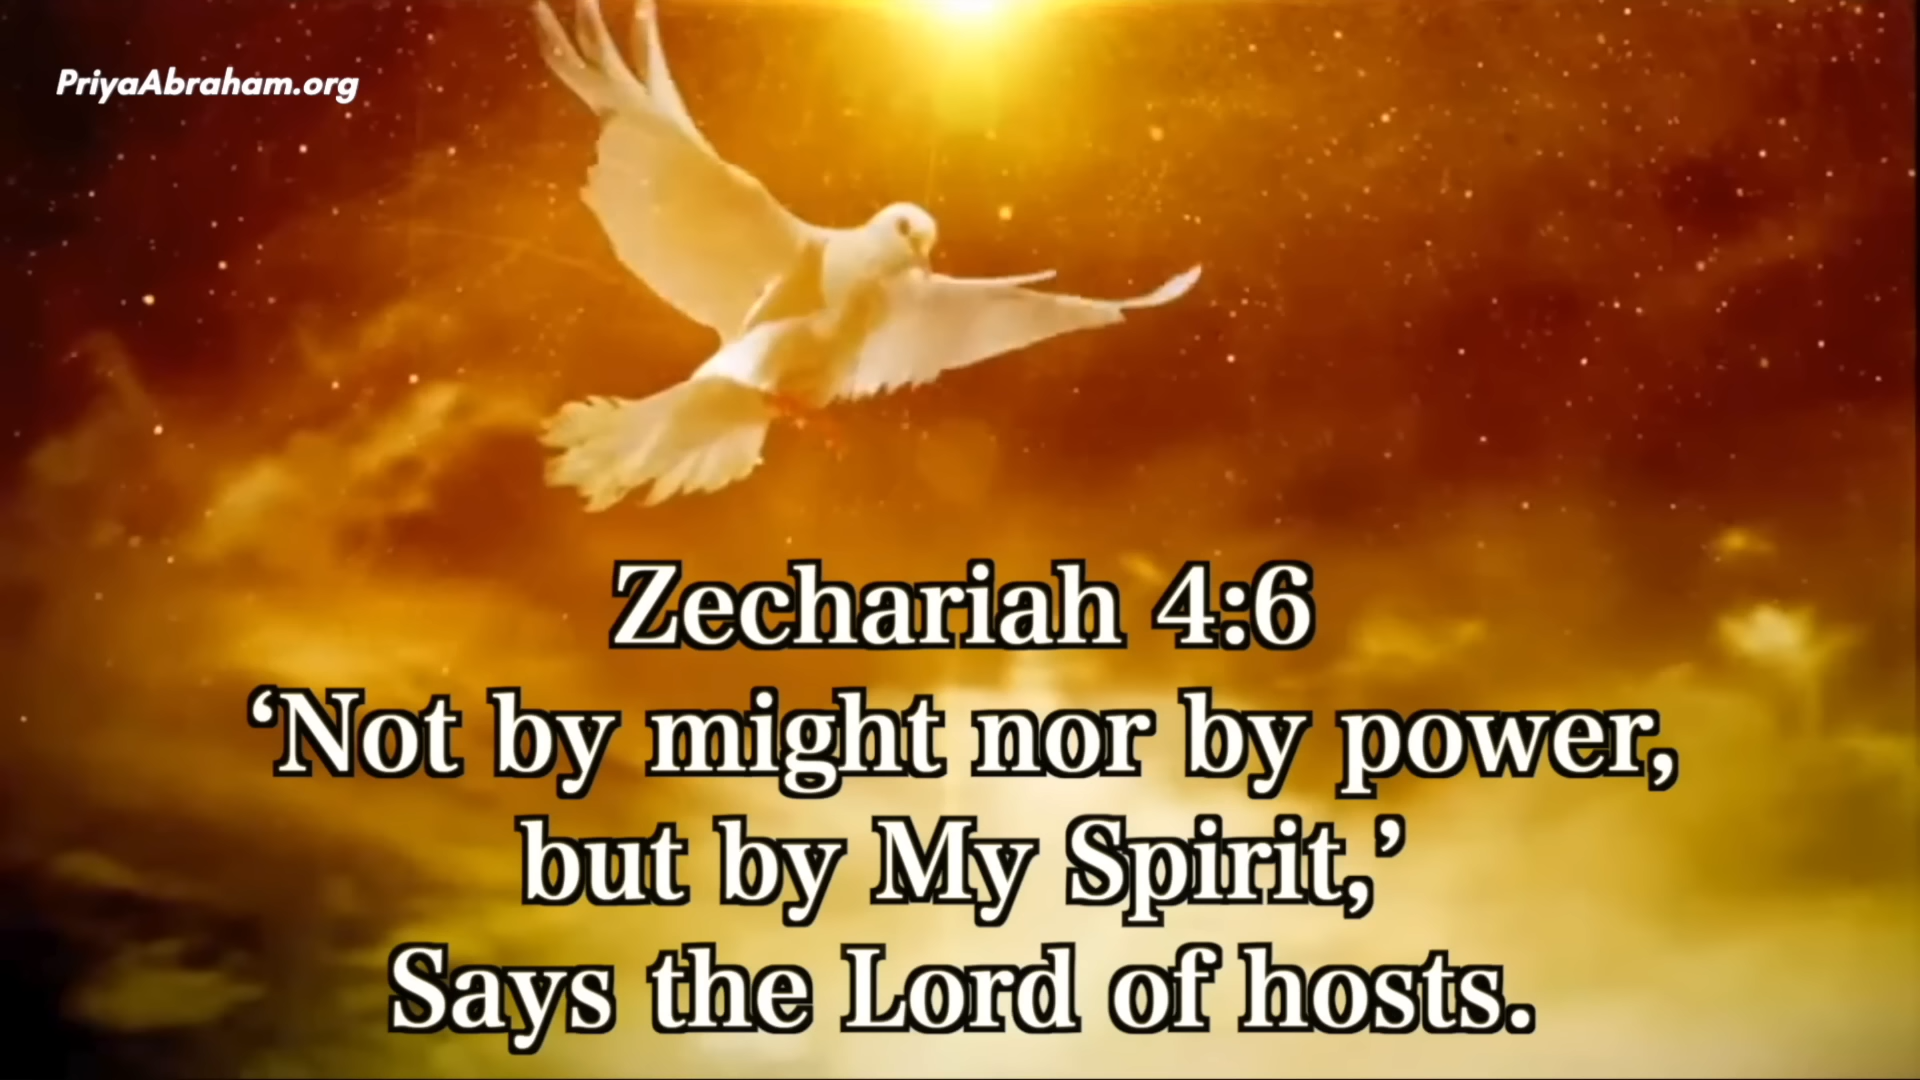 PriyaAbraham.org
Zechariah 4:6
‘Not by might nor by power,
but by My Spirit,’
Says the Lord of hosts.